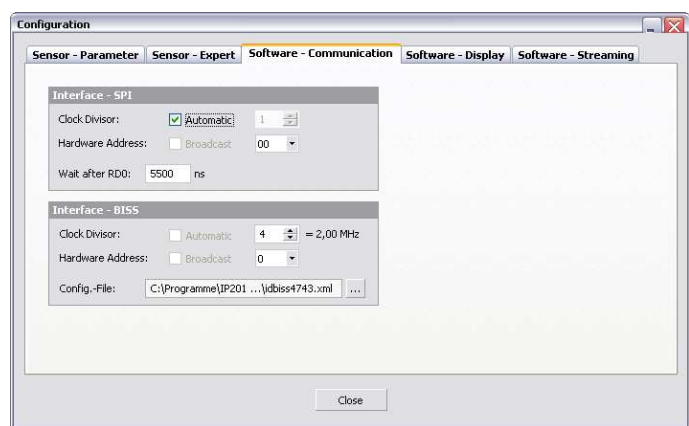 Configuration
Sensor - Parameter Sensor - Expert Software - Communication Software - Display Software - Streaming
Interface - SPI
Clock Divisor: Automatic 1
Hardware Address: Broadcast 00
Wait after RD0: 5500 ns
Interface - BISS
Clock Divisor: Automatic 4 = 2,00 MHz
Hardware Address: Broadcast 0
Config.-File: C:\Programme\IP201 ...\idbiss4743.xml ...
Close